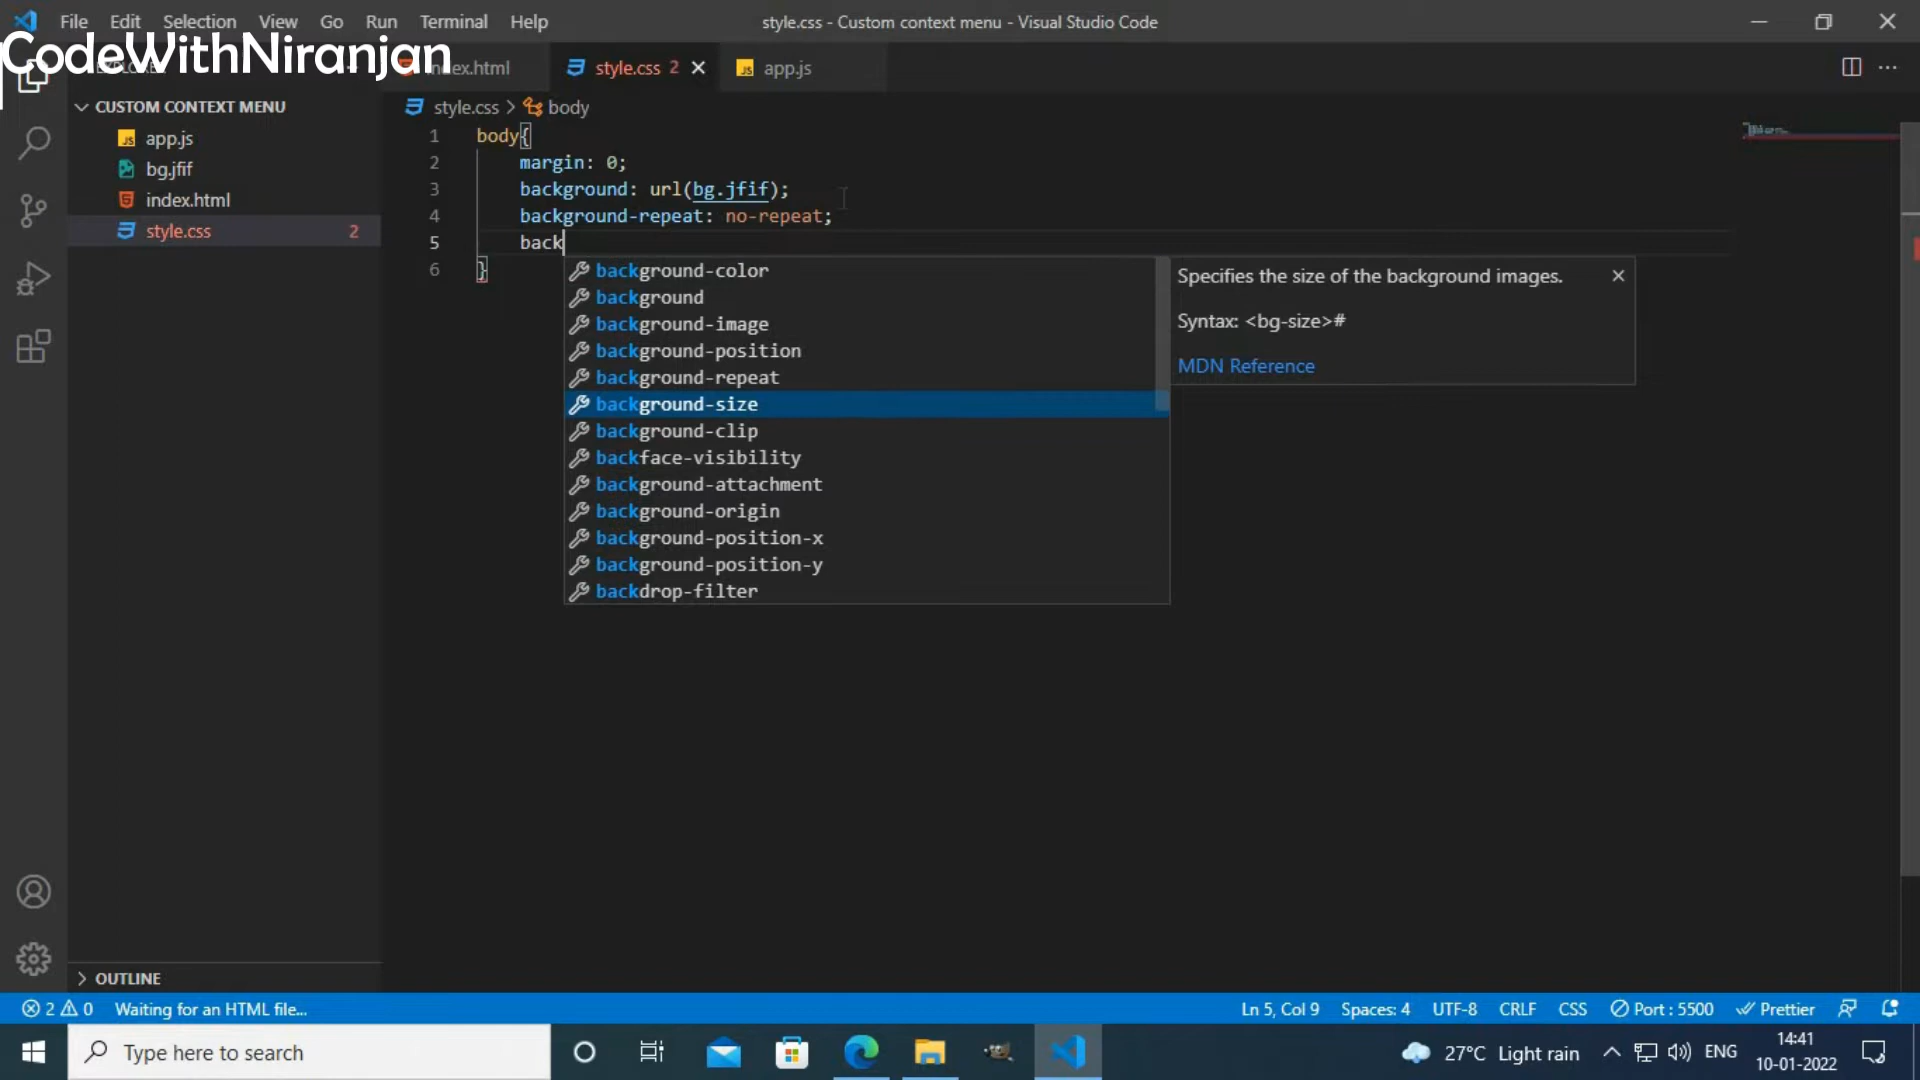 File Edit Selection View Go Run Terminal Help
style.css - Custom context menu - Visual Studio Code
CodeWithNiranjan
index.html
style.css 2
app.js
CUSTOM CONTEXT MENU
app.js
bg.jfif
index.html
style.css 2
style.css > body
1 body{
2 margin: 0;
3 background: url(bg.jfif);
4 background-repeat: no-repeat;
5 back
6 }
background-color
background
background-image
background-position
background-repeat
background-size
background-clip
backface-visibility
background-attachment
background-origin
background-position-x
background-position-y
backdrop-filter
Specifies the size of the background images.
Syntax: <bg-size>#
MDN Reference
OUTLINE
2 0 Waiting for an HTML file...
Ln 5, Col 9 Spaces: 4 UTF-8 CRLF CSS Port : 5500 Prettier
Type here to search
27°C Light rain
ENG
14:41
10-01-2022